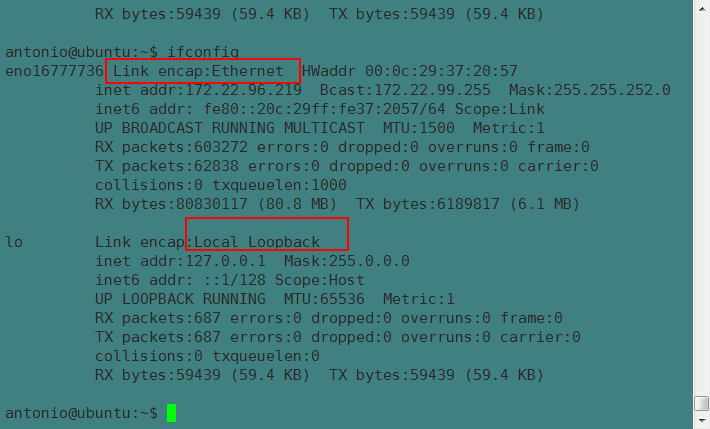 RX bytes:59439 (59.4 KB)  TX bytes:59439 (59.4 KB)
antonio@ubuntu:~$ ifconfig
eno16777736 Link encap:Ethernet  HWaddr 00:0c:29:37:20:57
inet addr:172.22.96.219  Bcast:172.22.99.255  Mask:255.255.252.0
inet6 addr: fe80::20c:29ff:fe37:2057/64 Scope:Link
UP BROADCAST RUNNING MULTICAST  MTU:1500  Metric:1
RX packets:603272 errors:0 dropped:0 overruns:0 frame:0
TX packets:62838 errors:0 dropped:0 overruns:0 carrier:0
collisions:0 txqueuelen:1000
RX bytes:80830117 (80.8 MB)  TX bytes:6189817 (6.1 MB)
lo        Link encap:Local Loopback
inet addr:127.0.0.1  Mask:255.0.0.0
inet6 addr: ::1/128 Scope:Host
UP LOOPBACK RUNNING  MTU:65536  Metric:1
RX packets:687 errors:0 dropped:0 overruns:0 frame:0
TX packets:687 errors:0 dropped:0 overruns:0 carrier:0
collisions:0 txqueuelen:0
RX bytes:59439 (59.4 KB)  TX bytes:59439 (59.4 KB)
antonio@ubuntu:~$